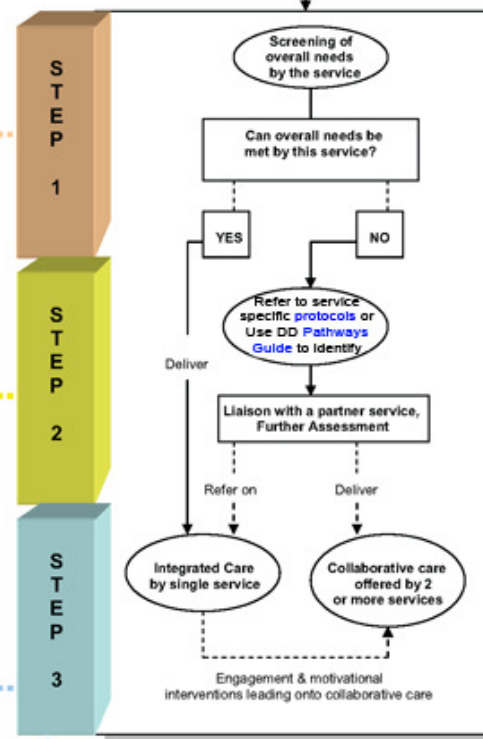 STEP 1
Screening of
overall needs
by the service
Can overall needs be
met by this service?
YES
NO
STEP 2
Refer to service
specific protocols or
Use DD Pathways
Guide to identify
Deliver
Liaison with a partner service,
Further Assessment
Refer on
Deliver
STEP 3
Integrated Care
by single service
Collaborative care
offered by 2
or more services
Engagement & motivational
interventions leading onto collaborative care